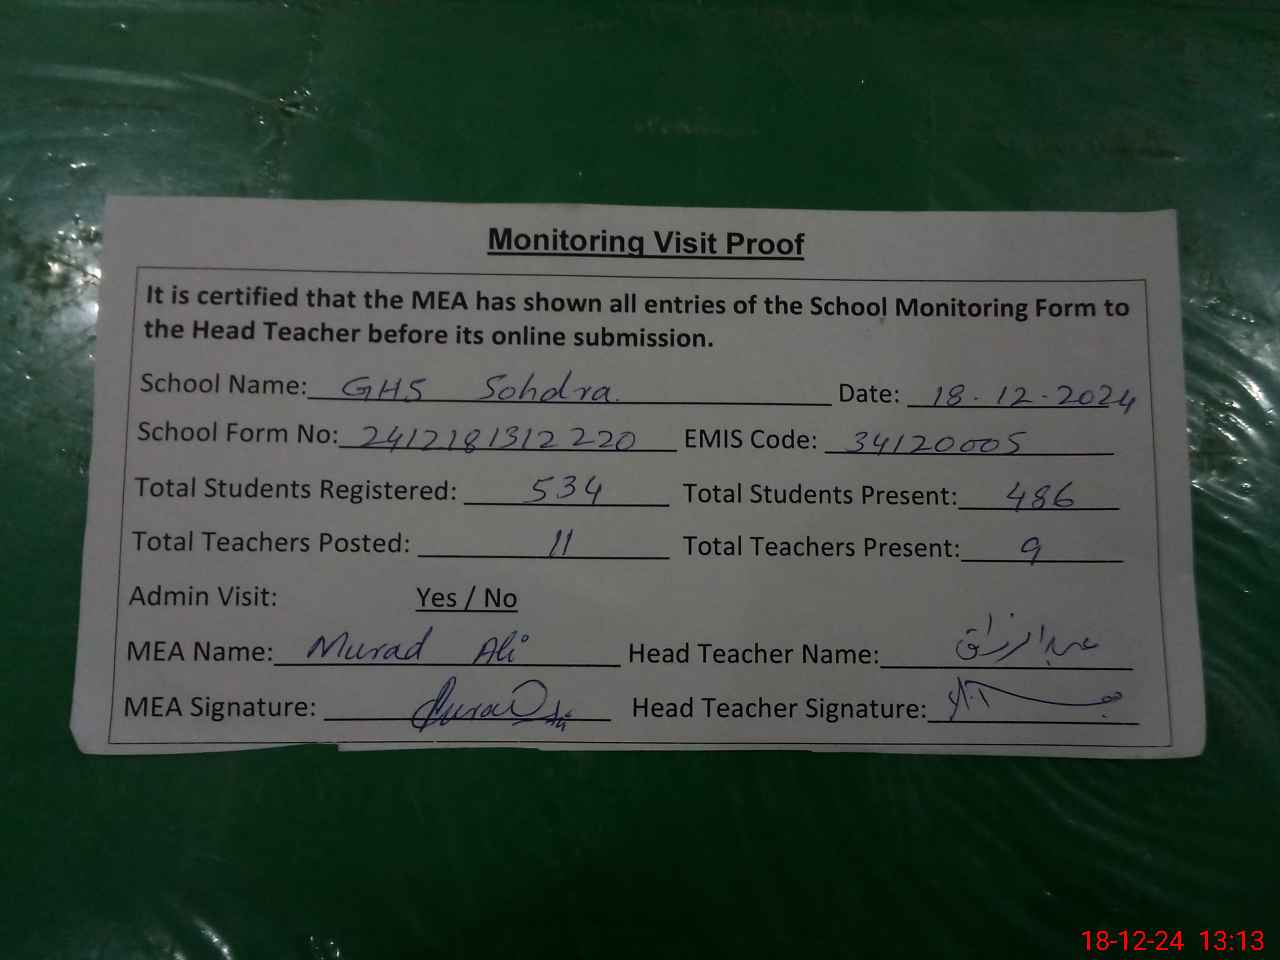 Monitoring Visit Proof
It is certified that the MEA has shown all entries of the School Monitoring Form to
the Head Teacher before its online submission.
School Name: GHS Sohdra. Date: 18.12.2024
School Form No: 2412181312220 EMIS Code: 34120005
Total Students Registered: 534 Total Students Present: 486
Total Teachers Posted: 11 Total Teachers Present: 9
Admin Visit: Yes / No
MEA Name: Murad Ali Head Teacher Name: عبدالرزاق
MEA Signature: Murad Ali Head Teacher Signature:
18-12-24 13:13